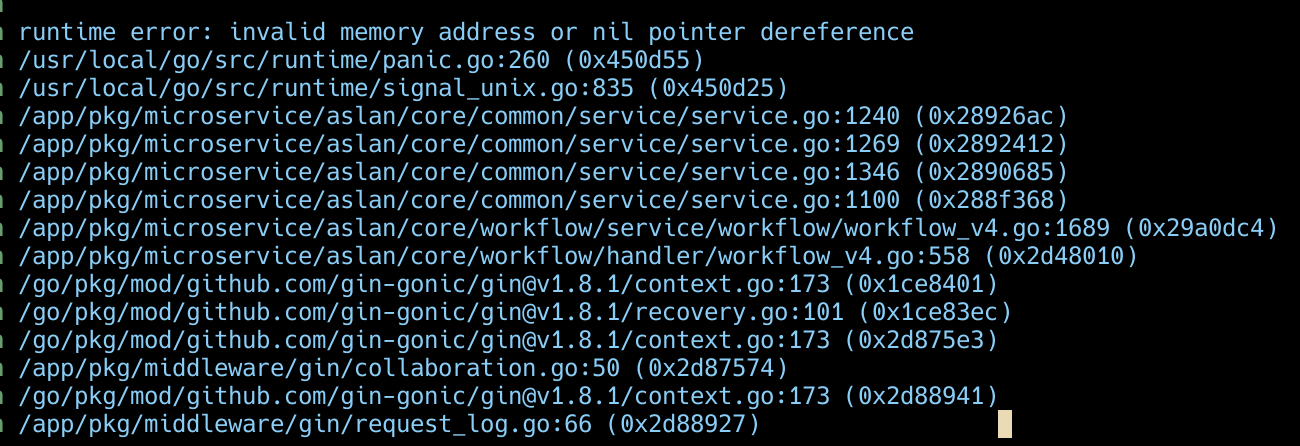 runtime error: invalid memory address or nil pointer dereference
/usr/local/go/src/runtime/panic.go:260 (0x450d55)
/usr/local/go/src/runtime/signal_unix.go:835 (0x450d25)
/app/pkg/microservice/aslan/core/common/service/service.go:1240 (0x28926ac)
/app/pkg/microservice/aslan/core/common/service/service.go:1269 (0x2892412)
/app/pkg/microservice/aslan/core/common/service/service.go:1346 (0x2890685)
/app/pkg/microservice/aslan/core/common/service/service.go:1100 (0x288f368)
/app/pkg/microservice/aslan/core/workflow/service/workflow/workflow_v4.go:1689 (0x29a0dc4)
/app/pkg/microservice/aslan/core/workflow/handler/workflow_v4.go:558 (0x2d48010)
/go/pkg/mod/github.com/gin-gonic/gin@v1.8.1/context.go:173 (0x1ce8401)
/go/pkg/mod/github.com/gin-gonic/gin@v1.8.1/recovery.go:101 (0x1ce83ec)
/go/pkg/mod/github.com/gin-gonic/gin@v1.8.1/context.go:173 (0x2d875e3)
/app/pkg/middleware/gin/collaboration.go:50 (0x2d87574)
/go/pkg/mod/github.com/gin-gonic/gin@v1.8.1/context.go:173 (0x2d88941)
/app/pkg/middleware/gin/request_log.go:66 (0x2d88927)